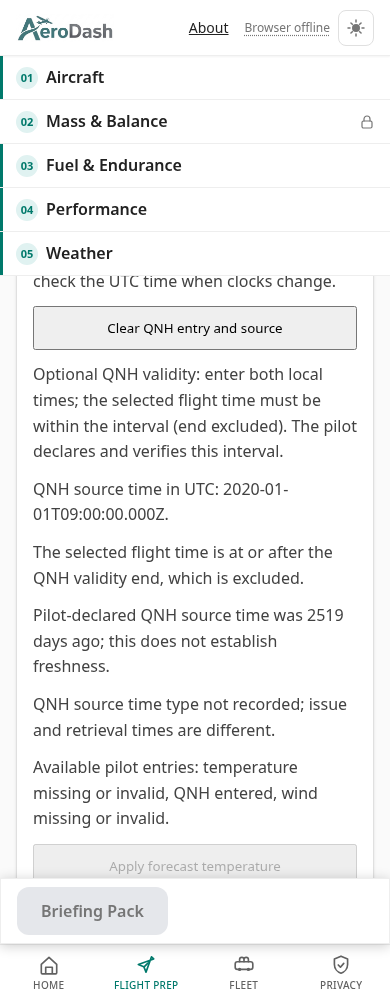 AeroDash
About
Browser offline
01 Aircraft
02 Mass & Balance
03 Fuel & Endurance
04 Performance
05 Weather
check the UTC time when clocks change.
Clear QNH entry and source
Optional QNH validity: enter both local
times; the selected flight time must be
within the interval (end excluded). The pilot
declares and verifies this interval.
QNH source time in UTC: 2020-01-
01T09:00:00.000Z.
The selected flight time is at or after the
QNH validity end, which is excluded.
Pilot-declared QNH source time was 2519
days ago; this does not establish
freshness.
QNH source time type not recorded; issue
and retrieval times are different.
Available pilot entries: temperature
missing or invalid, QNH entered, wind
missing or invalid.
Apply forecast temperature
Briefing Pack
HOME
FLIGHT PREP
FLEET
PRIVACY